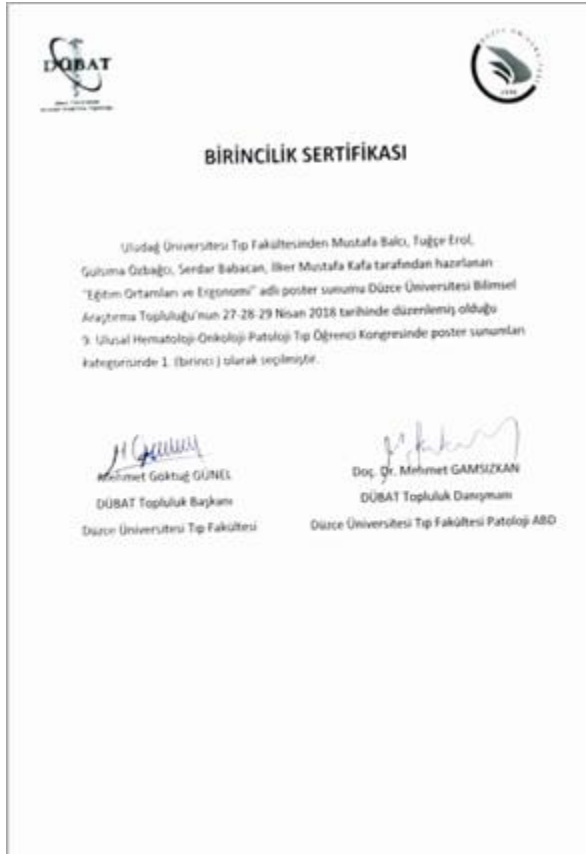 DÜBAT
BİRİNCİLİK SERTİFİKASI
Uludağ Üniversitesi Tıp Fakültesinden Mustafa Balcı, Tuğçe Erol,
Gülsima Özbağcı, Serdar Babacan, İlker Mustafa Kafa tarafından hazırlanan
"Eğitim Ortamları ve Ergonomi" adlı poster sunumu Düzce Üniversitesi Bilimsel
Araştırma Topluluğu'nun 27-28-29 Nisan 2018 tarihinde düzenlemiş olduğu
9. Ulusal Hematoloji-Onkoloji-Patoloji Tıp Öğrenci Kongresinde poster sunumları
kategorisinde 1. (birinci ) olarak seçilmiştir.
Mehmet Göktuğ GÜNEL
DÜBAT Topluluk Başkanı
Düzce Üniversitesi Tıp Fakültesi
Doç. Dr. Mehmet GAMSIZKAN
DÜBAT Topluluk Danışmanı
Düzce Üniversitesi Tıp Fakültesi Patoloji ABD